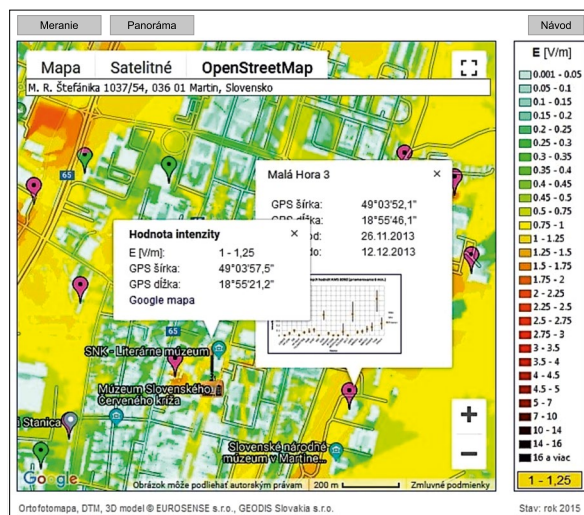 Meranie
Panoráma
Návod
Mapa
Satelitné
OpenStreetMap
M. R. Štefánika 1037/54, 036 01 Martin, Slovensko
65
Malá Hora 3
×
GPS šírka: 49°03'52,1"
18°55'46,1"
26.11.2013
do: 12.12.2013
Hodnota intenzity
×
E [V/m]: 1 - 1,25
GPS šírka: 49°03'57,5"
GPS dĺžka: 18°55'21,2"
Google mapa
65
SNK - Literárne múzeum
Múzeum Slovenského
Červeného kríža
Stanica
Slovenské národné
múzeum v Martine...
+
−
Google
Obrázok môže podliehať autorským právam
200 m
Zmluvné podmienky
E [V/m]
0.001 - 0.05
0.05 - 0.1
0.1 - 0.15
0.15 - 0.2
0.2 - 0.25
0.25 - 0.3
0.3 - 0.35
0.35 - 0.4
0.4 - 0.45
0.45 - 0.5
0.5 - 0.75
0.75 - 1
1 - 1.25
1.25 - 1.5
1.5 - 1.75
1.75 - 2
2 - 2.25
2.25 - 2.5
2.5 - 2.75
2.75 - 3
3 - 3.5
3.5 - 4
4 - 4.5
4.5 - 5
5 - 7
7 - 10
10 - 14
14 - 16
16 a viac
1 - 1,25
Ortofotomapa, DTM, 3D model © EUROSENSE s.r.o., GEODIS Slovakia s.r.o.
Stav: rok 2015